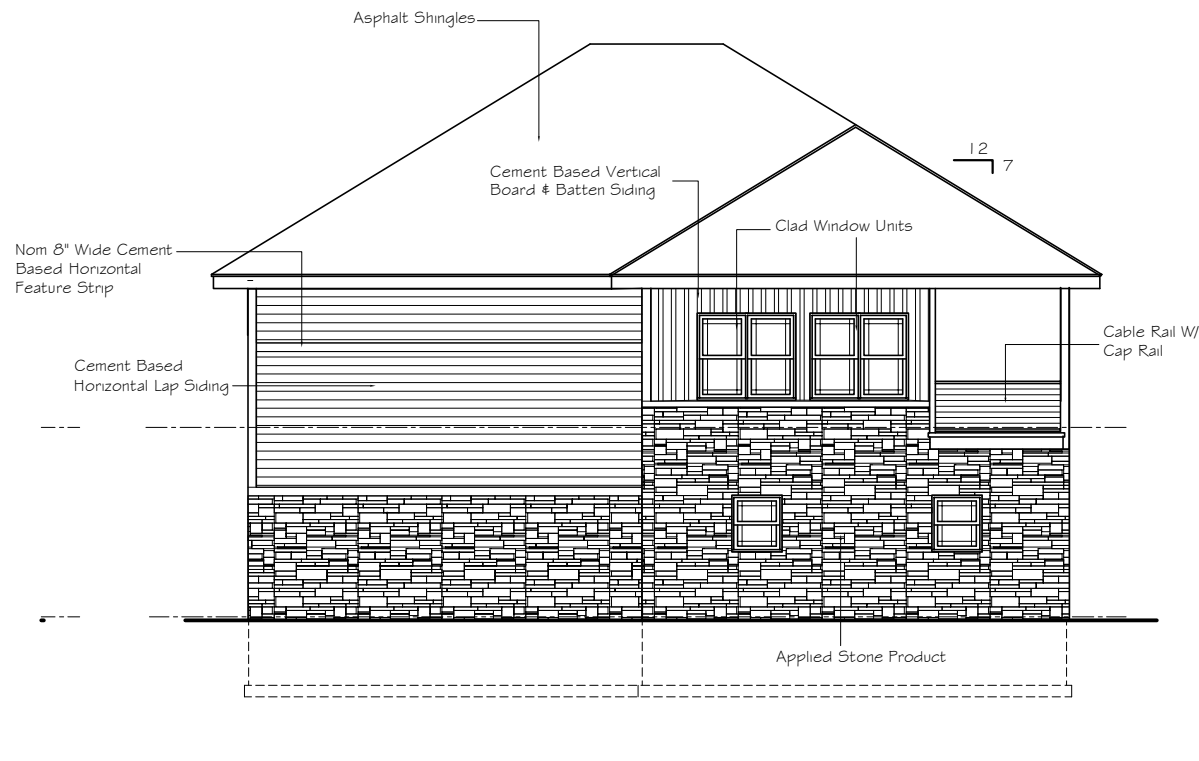 Asphalt Shingles
12
7
Cement Based Vertical
Board & Batten Siding
Clad Window Units
Nom 8" Wide Cement
Based Horizontal
Feature Strip
Cable Rail W/
Cap Rail
Cement Based
Horizontal Lap Siding
Applied Stone Product